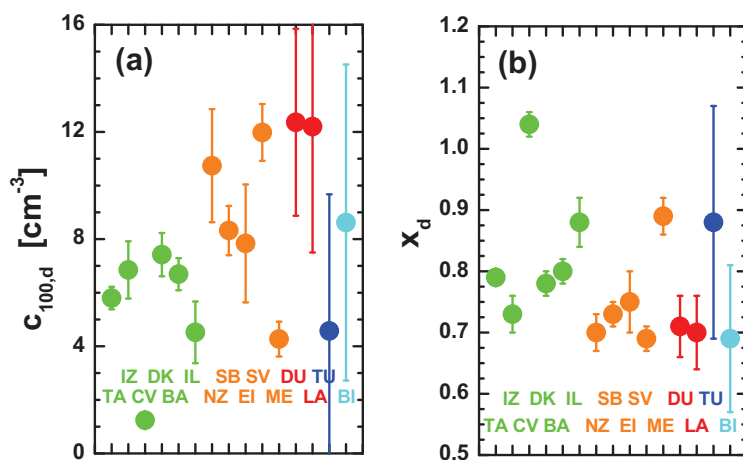 (a)
16
12
8
4
0
c100,d [cm-3]
IZ DK IL SB SV DU TU
TA CV BA NZ EI ME LA BI
(b)
1.2
1.1
1.0
0.9
0.8
0.7
0.6
0.5
xd
IZ DK IL SB SV DU TU
TA CV BA NZ EI ME LA BI